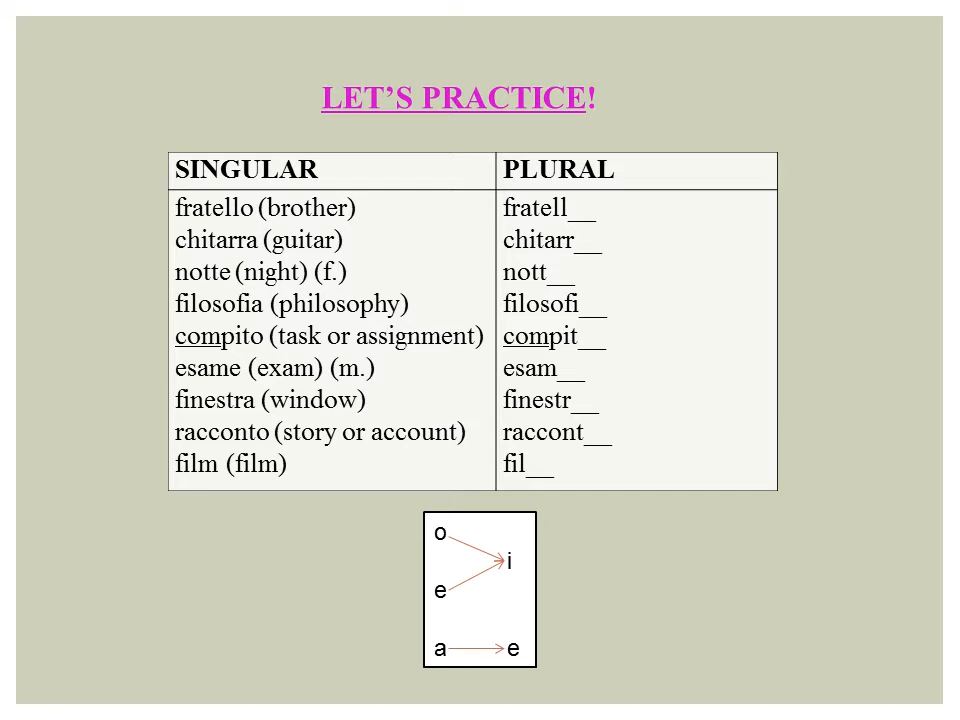 LET’S PRACTICE!
SINGULAR PLURAL
fratello (brother) fratell__
chitarra (guitar) chitarr__
notte (night) (f.) nott__
filosofia (philosophy) filosofi__
compito (task or assignment) compit__
esame (exam) (m.) esam__
finestra (window) finestr__
racconto (story or account) raccont__
film (film) fil__
o
i
e
a e